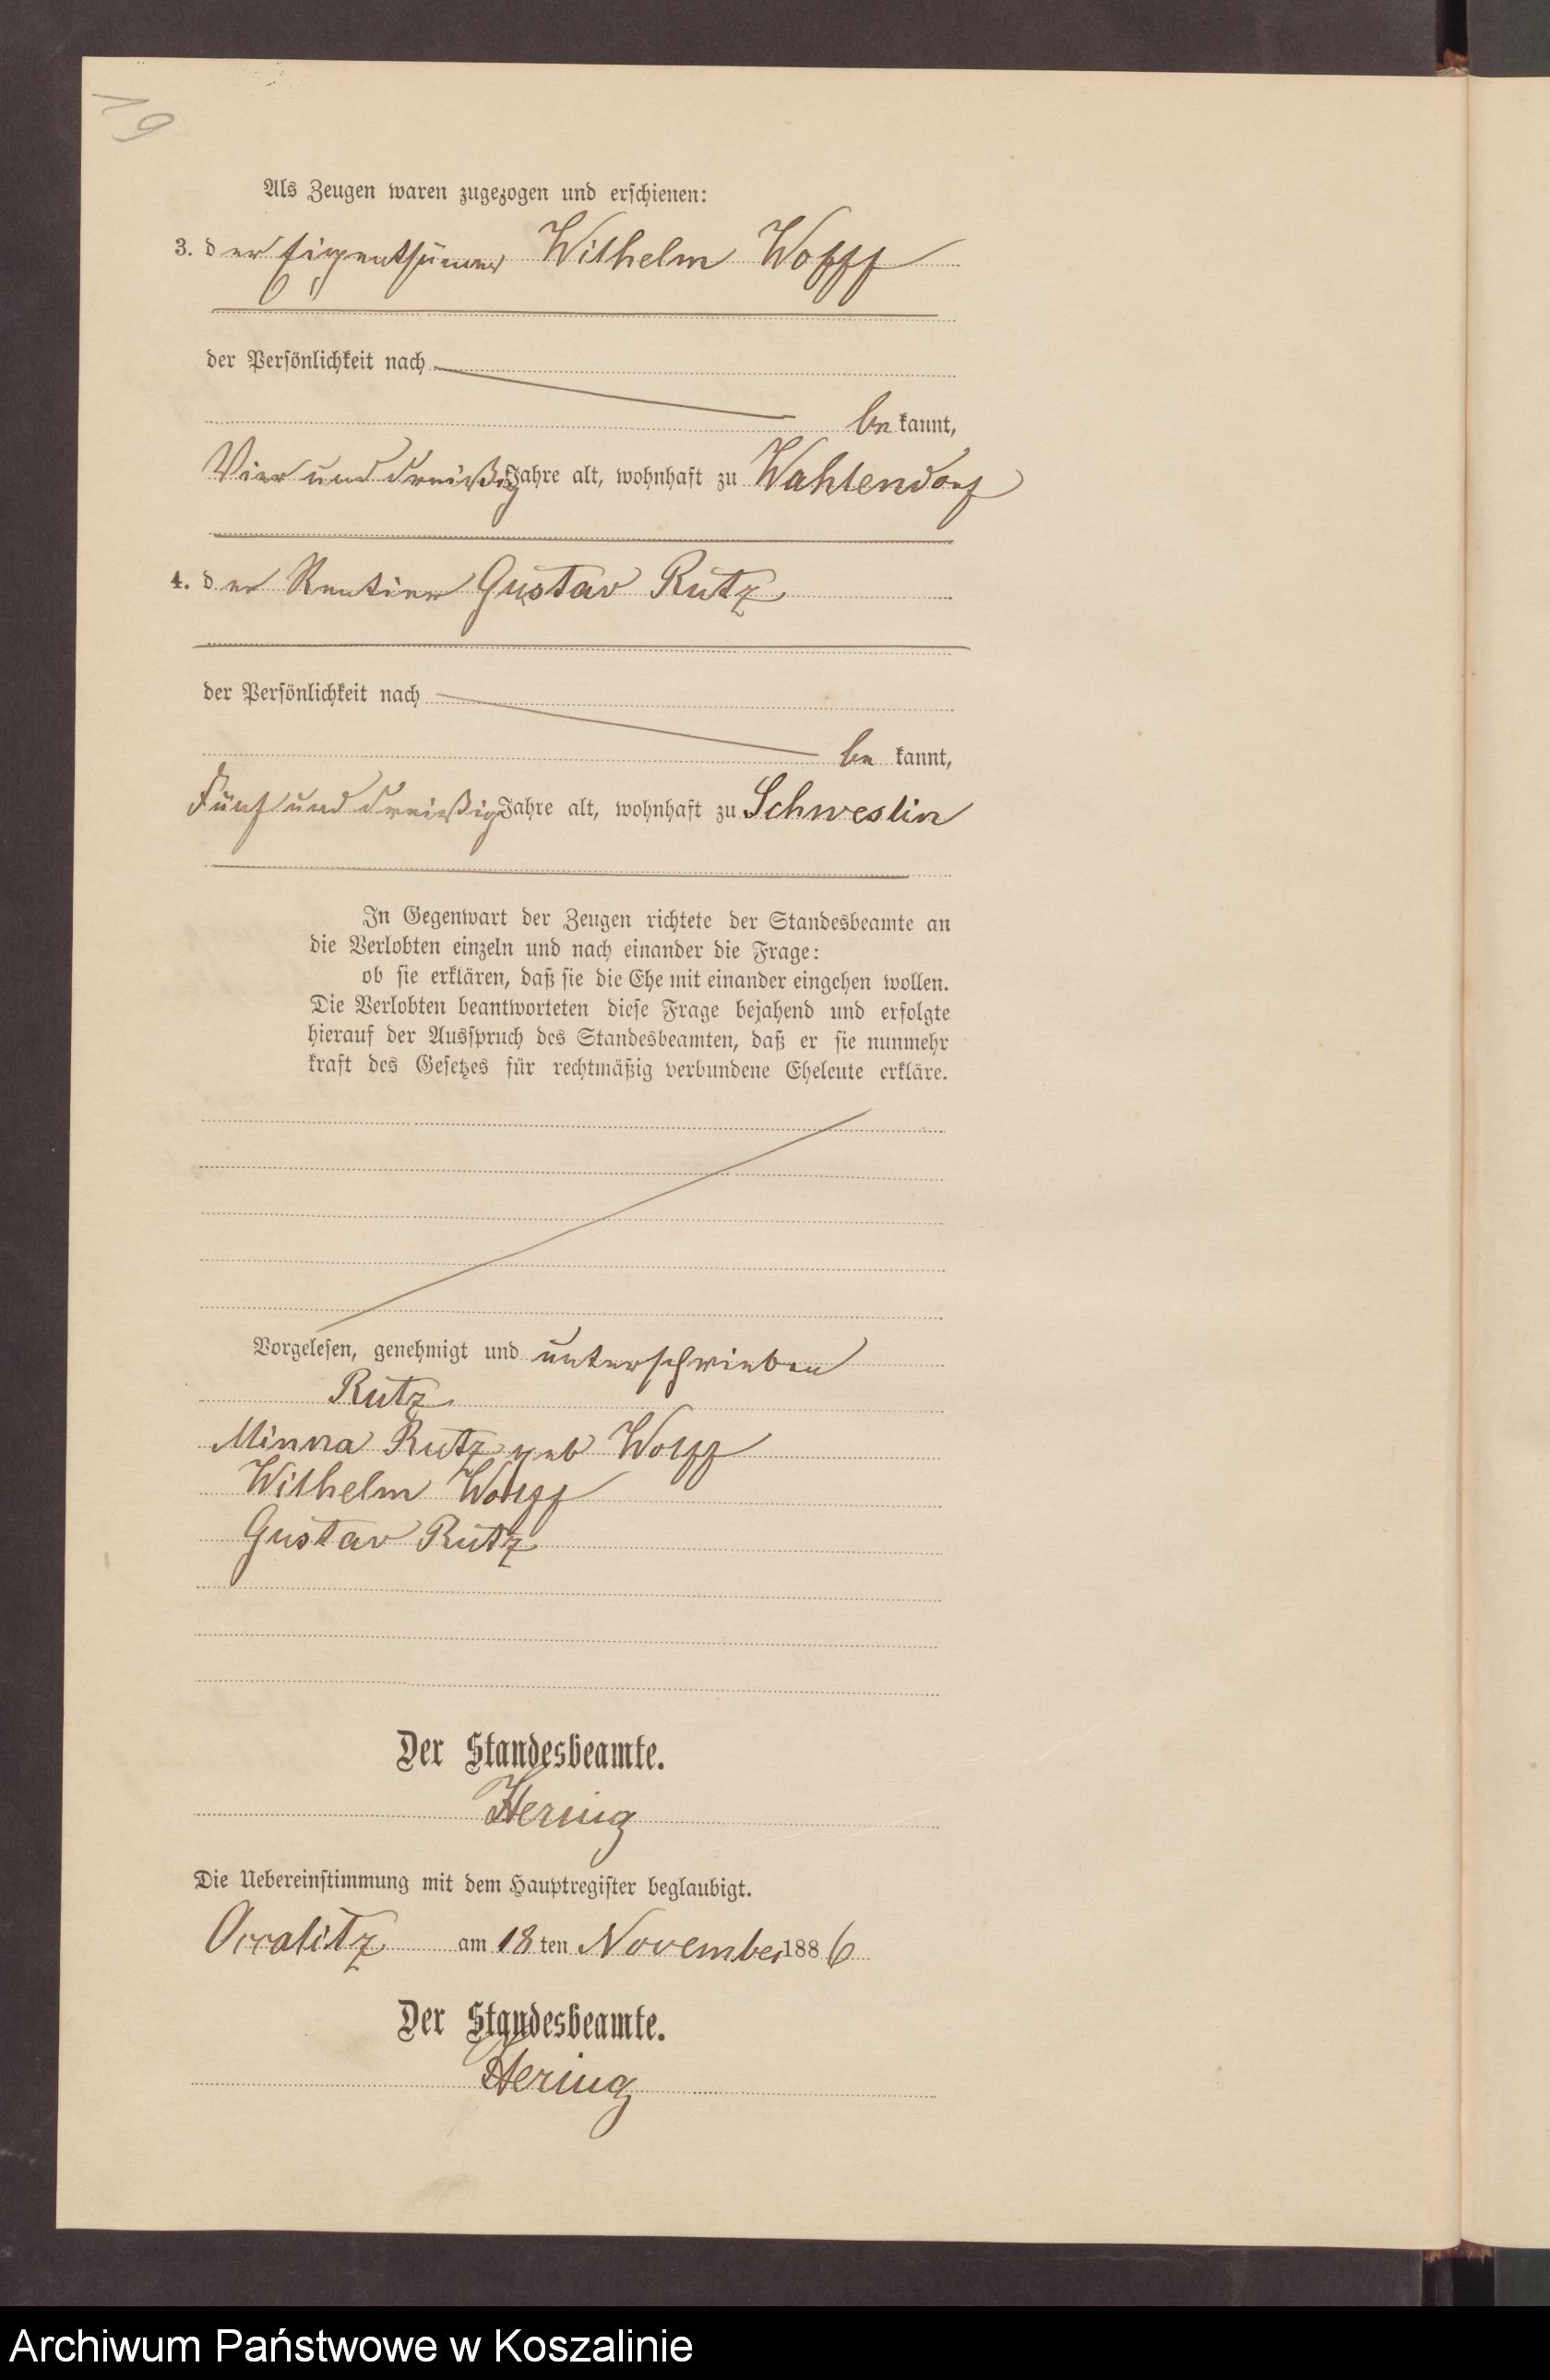 19
Als Zeugen waren zugezogen und erschienen:
3. der Eigenthümer Wilhelm Wolff
der Persönlichkeit nach
bekannt,
Vier und dreißig Jahre alt, wohnhaft zu Wahlendorf
4. der Rentier Gustav Rutz
der Persönlichkeit nach
be kannt,
Fünf und dreißig Jahre alt, wohnhaft zu Schweslin
In Gegenwart der Zeugen richtete der Standesbeamte an
die Verlobten einzeln und nach einander die Frage:
ob sie erklären, daß sie die Ehe mit einander eingehen wollen.
Die Verlobten beantworteten diese Frage bejahend und erfolgte
hierauf der Ausspruch des Standesbeamten, daß er sie nunmehr
kraft des Gesetzes für rechtmäßig verbundene Eheleute erkläre.
Vorgelesen, genehmigt und unterschrieben
Rutz
Minna Rutz geb Wolff
Wilhelm Wolff
Gustav Rutz
Der Standesbeamte.
Hering
Die Uebereinstimmung mit dem Hauptregister beglaubigt.
Occalitz am 18 ten November 1886
Der Standesbeamte.
Hering
Archiwum Państwowe w Koszalinie